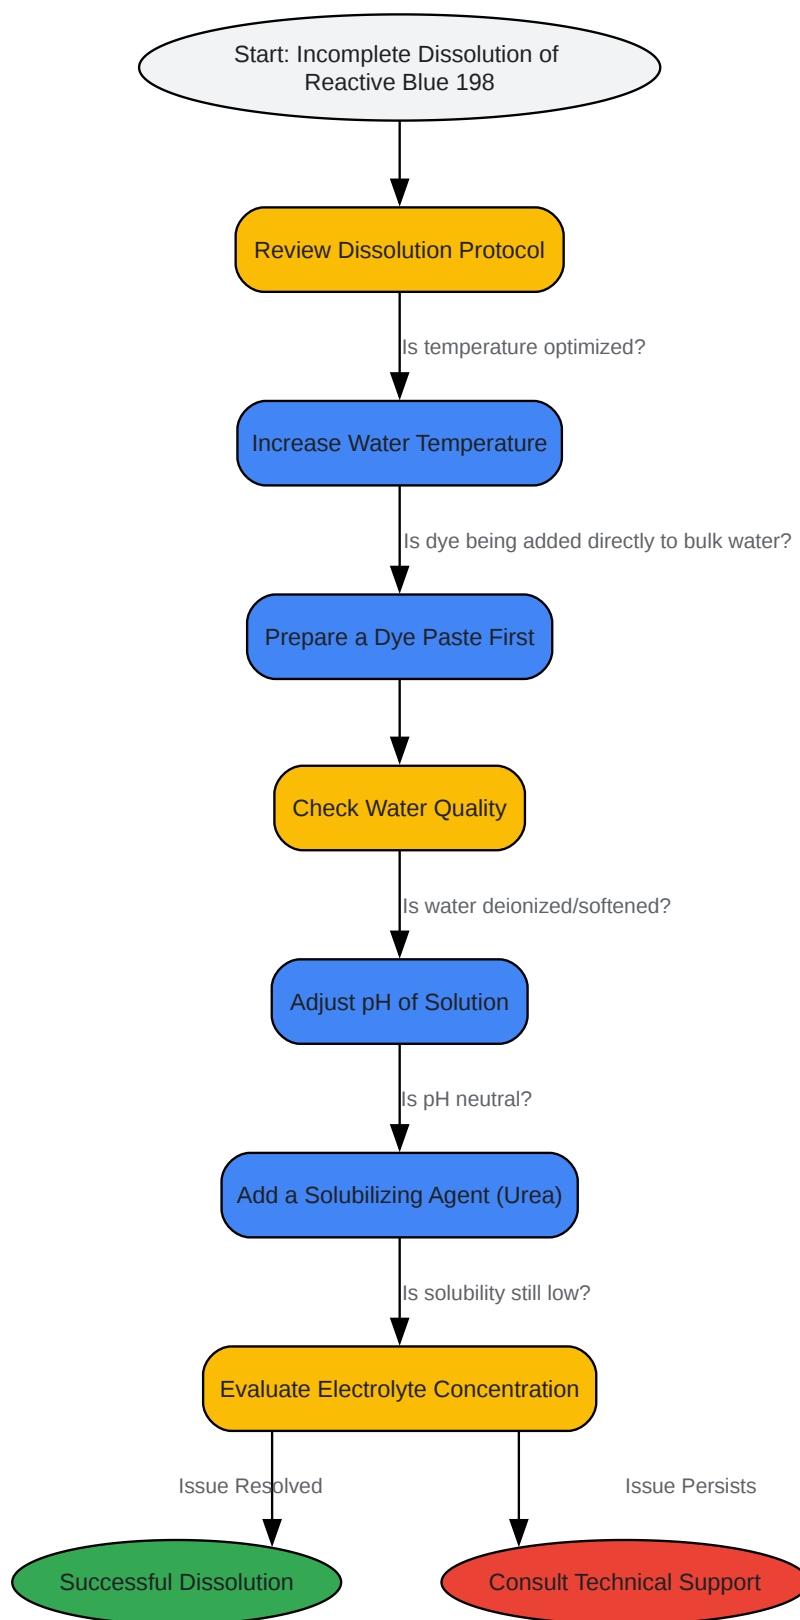 Start: Incomplete Dissolution of
Reactive Blue 198
Review Dissolution Protocol
Is temperature optimized?
Increase Water Temperature
Is dye being added directly to bulk water?
Prepare a Dye Paste First
Check Water Quality
Is water deionized/softened?
Adjust pH of Solution
Is pH neutral?
Add a Solubilizing Agent (Urea)
Is solubility still low?
Evaluate Electrolyte Concentration
Issue Resolved
Issue Persists
Successful Dissolution
Consult Technical Support